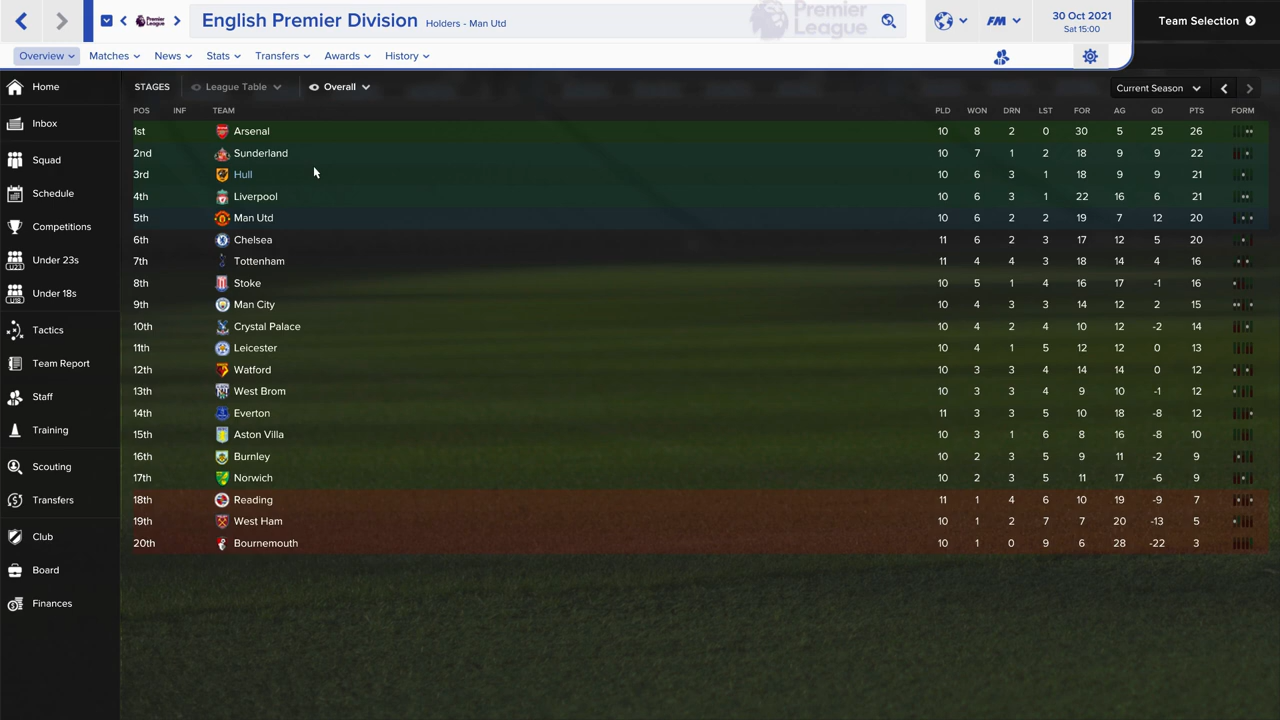 English Premier Division Holders - Man Utd
Premier League
Premier League
FM
30 Oct 2021
Sat 15:00
Team Selection
Overview Matches News Stats Transfers Awards History
STAGES League Table Overall Current Season
POS INF TEAM PLD WON DRN LST FOR AG GD PTS FORM
1st Arsenal 10 8 2 0 30 5 25 26
2nd Sunderland 10 7 1 2 18 9 9 22
3rd Hull 10 6 3 1 18 9 9 21
4th Liverpool 10 6 3 1 22 16 6 21
5th Man Utd 10 6 2 2 19 7 12 20
6th Chelsea 11 6 2 3 17 12 5 20
7th Tottenham 11 4 4 3 18 14 4 16
8th Stoke 10 5 1 4 16 17 -1 16
9th Man City 10 4 3 3 14 12 2 15
10th Crystal Palace 10 4 2 4 10 12 -2 14
11th Leicester 10 4 1 5 12 12 0 13
12th Watford 10 3 3 4 14 14 0 12
13th West Brom 10 3 3 4 9 10 -1 12
14th Everton 11 3 3 5 10 18 -8 12
15th Aston Villa 10 3 1 6 8 16 -8 10
16th Burnley 10 2 3 5 9 11 -2 9
17th Norwich 10 2 3 5 11 17 -6 9
18th Reading 11 1 4 6 10 19 -9 7
19th West Ham 10 1 2 7 7 20 -13 5
20th Bournemouth 10 1 0 9 6 28 -22 3
Home
Inbox
Squad
Schedule
Competitions
U23 Under 23s
U18 Under 18s
Tactics
Team Report
Staff
Training
Scouting
Transfers
Club
Board
Finances